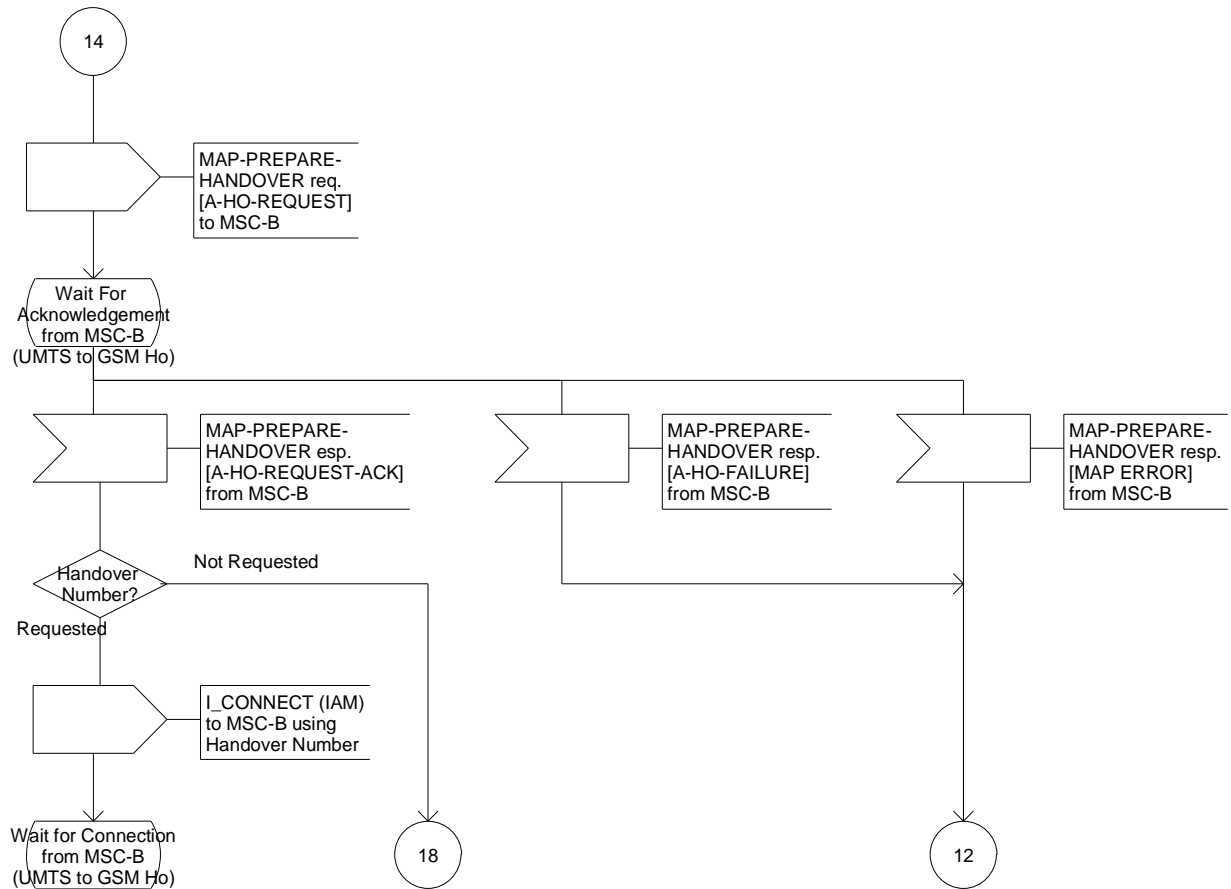 14
MAP-PREPARE-
HANDOVER req.
[A-HO-REQUEST]
to MSC-B
Wait For
Acknowledgement
from MSC-B
(UMTS to GSM Ho)
MAP-PREPARE-
HANDOVER esp.
[A-HO-REQUEST-ACK]
from MSC-B
MAP-PREPARE-
HANDOVER resp.
[A-HO-FAILURE]
from MSC-B
MAP-PREPARE-
HANDOVER resp.
[MAP ERROR]
from MSC-B
Handover
Number?
Not Requested
Requested
I_CONNECT (IAM)
to MSC-B using
Handover Number
Wait for Connection
from MSC-B
(UMTS to GSM Ho)
18
12